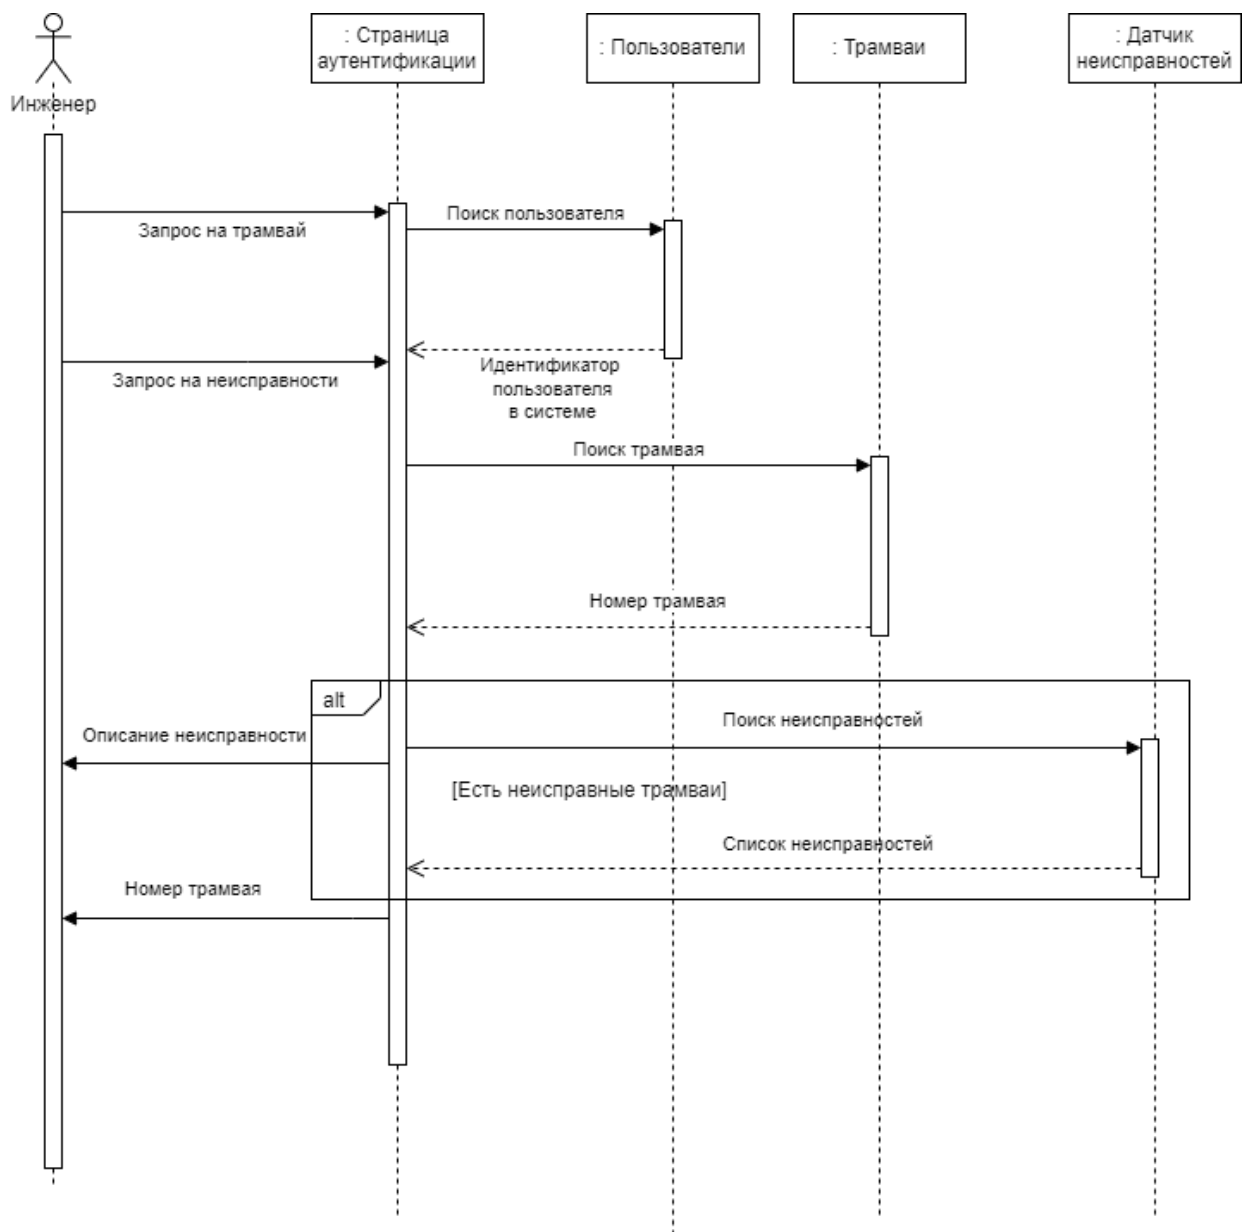 : Страница
аутентификации
: Пользователи
: Трамваи
: Датчик
неисправностей
Инженер
Запрос на трамвай
Поиск пользователя
Идентификатор
пользователя
в системе
Запрос на неисправности
Поиск трамвая
Номер трамвая
alt
Поиск неисправностей
Описание неисправности
[Есть неисправные трамваи]
Список неисправностей
Номер трамвая